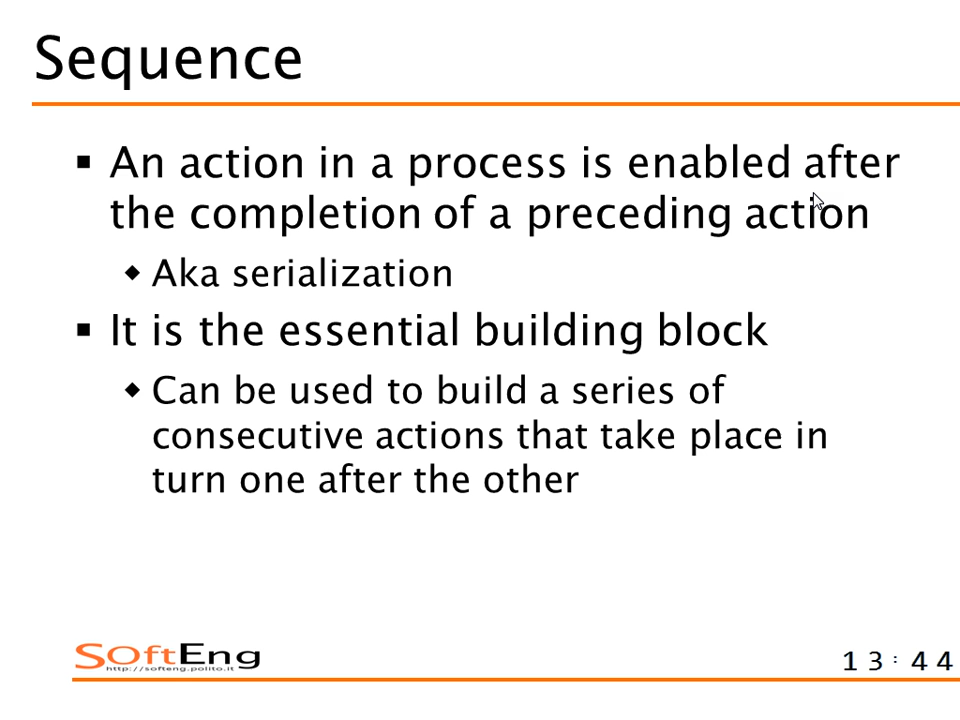 Sequence
An action in a process is enabled after
the completion of a preceding action
Aka serialization
It is the essential building block
Can be used to build a series of
consecutive actions that take place in
turn one after the other
SOftEng
http://softeng.polito.it
13:44